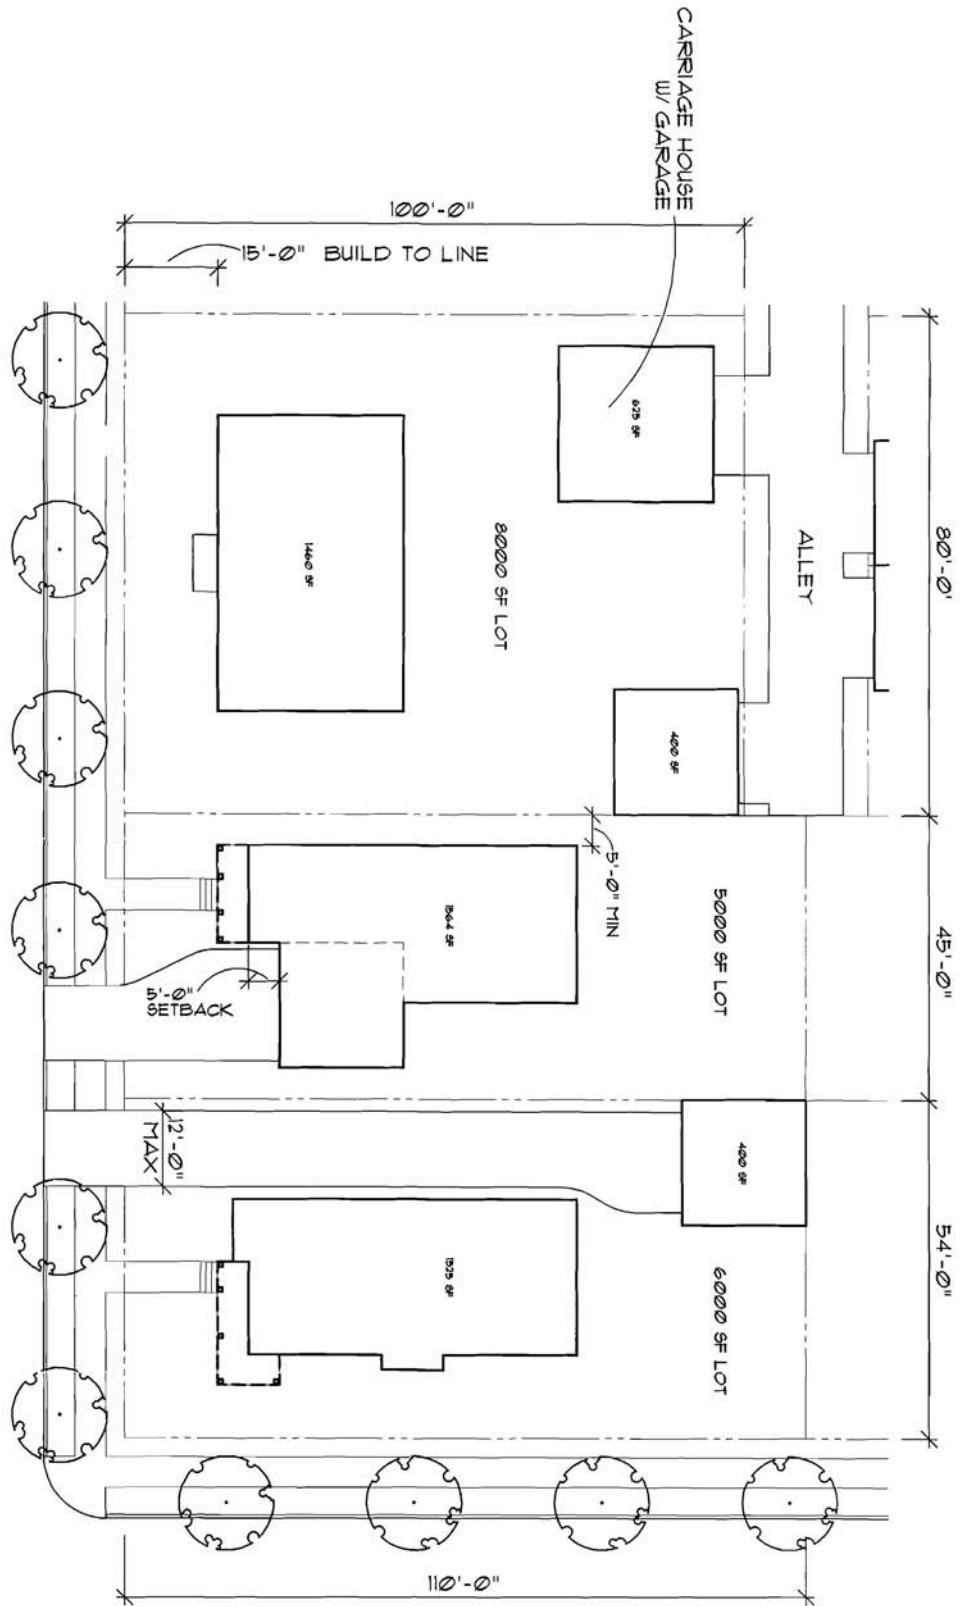 CARRIAGE HOUSE
W/ GARAGE
100'-0"
15'-0" BUILD TO LINE
625 SF
80'-0'
ALLEY
8000 SF LOT
1460 SF
400 SF
5'-0" MIN
5000 SF LOT
45'-0"
1564 SF
5'-0"
SETBACK
12'-0"
MAX
400 SF
54'-0"
6000 SF LOT
1525 SF
110'-0"